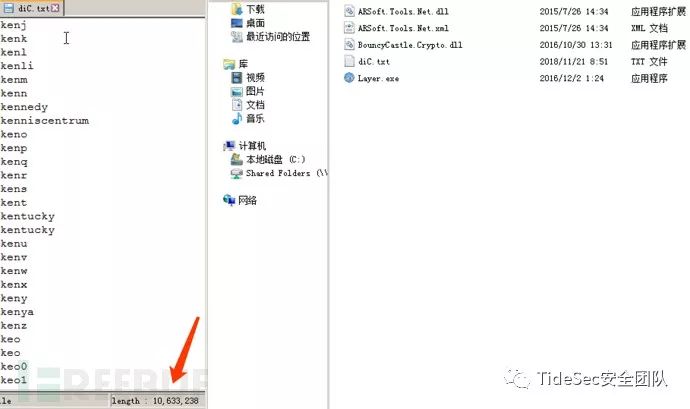 diC.txt
kenj
kenk
kenl
kenli
kenm
kenn
kennedy
kenniscentrum
keno
kenp
kenq
kenr
kens
kent
kentucky
kentucky
kenu
kenv
kenw
kenx
keny
kenya
kenz
keo
keo
keo0
keo1
le
length : 10,633,238
下载
桌面
最近访问的位置
库
视频
图片
文档
音乐
计算机
本地磁盘 (C:)
Shared Folders (\\
网络
ARSoft.Tools.Net.dll 2015/7/26 14:34 应用程序扩展
ARSoft.Tools.Net.xml 2015/7/26 14:34 XML 文档
BouncyCastle.Crypto.dll 2016/10/30 13:31 应用程序扩展
diC.txt 2018/11/21 8:51 TXT 文件
Layer.exe 2016/12/2 1:24 应用程序
TideSec安全团队